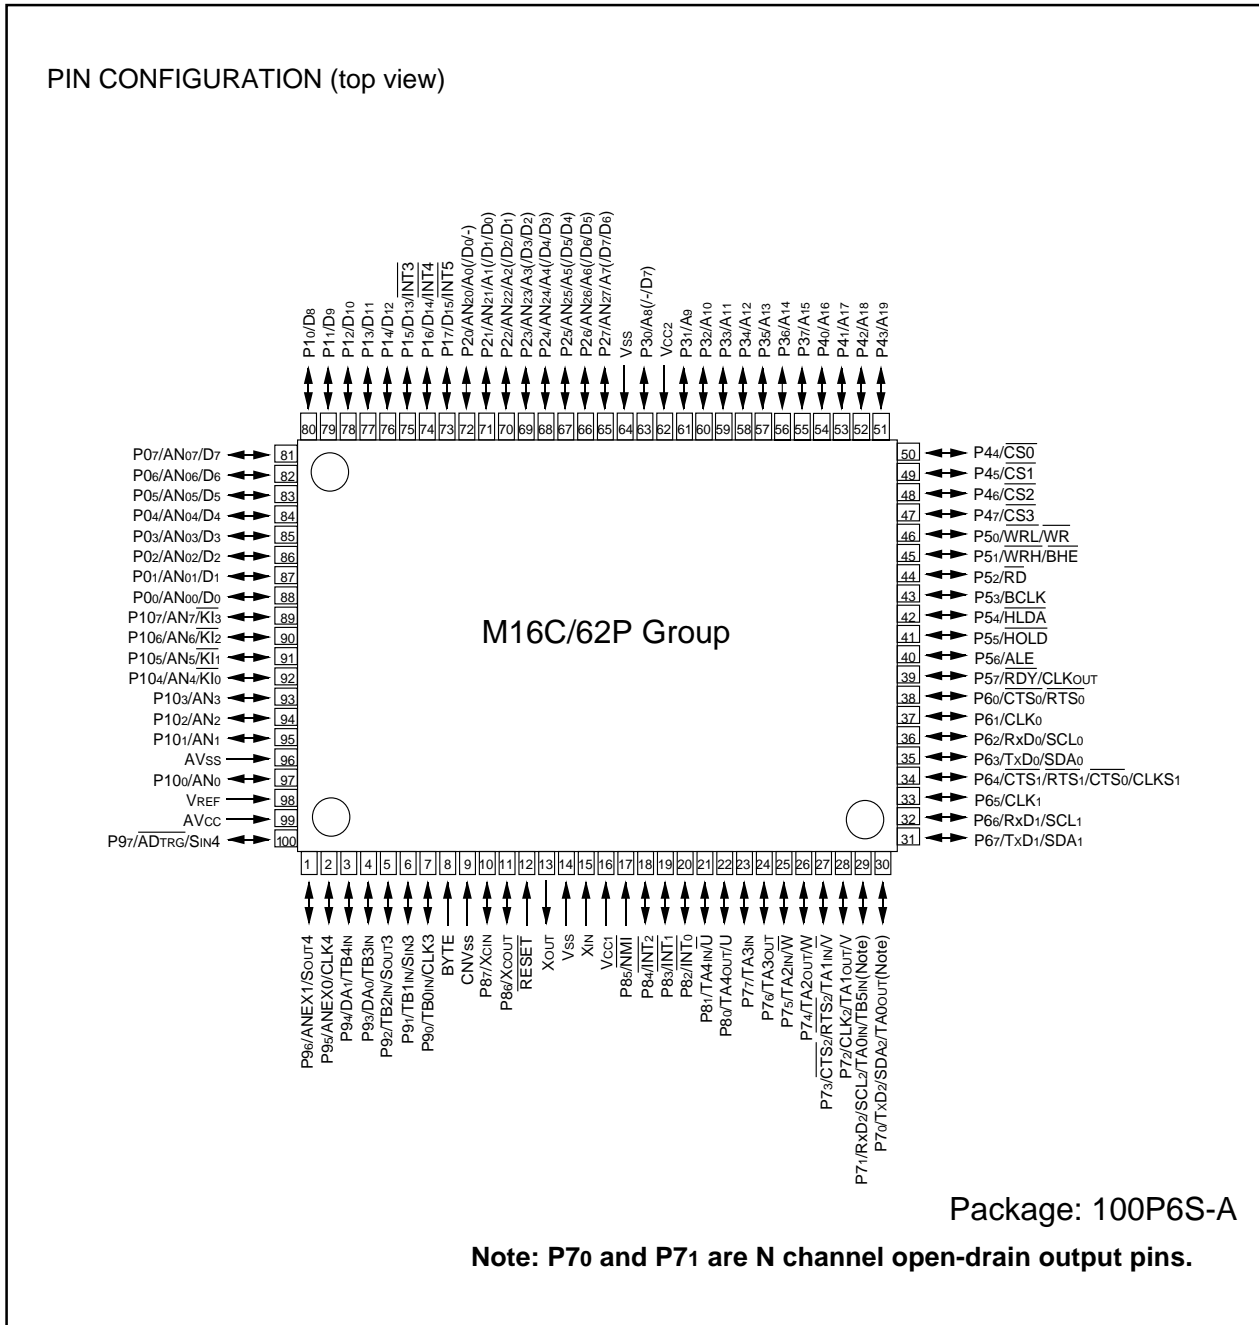 PIN CONFIGURATION (top view)
P10/D8
P11/D9
P12/D10
P13/D11
P14/D12
P15/D13/INT3
P16/D14/INT4
P17/D15/INT5
P20/AN20/A0(/D0/-)
P21/AN21/A1(/D1/D0)
P22/AN22/A2(/D2/D1)
P23/AN23/A3(/D3/D2)
P24/AN24/A4(/D4/D3)
P25/AN25/A5(/D5/D4)
P26/AN26/A6(/D6/D5)
P27/AN27/A7(/D7/D6)
Vss
P30/A8(/-/D7)
VCC2
P31/A9
P32/A10
P33/A11
P34/A12
P35/A13
P36/A14
P37/A15
P40/A16
P41/A17
P42/A18
P43/A19
80 79 78 77 76 75 74 73 72 71 70 69 68 67 66 65 64 63 62 61 60 59 58 57 56 55 54 53 52 51
P07/AN07/D7 81
P06/AN06/D6 82
P05/AN05/D5 83
P04/AN04/D4 84
P03/AN03/D3 85
P02/AN02/D2 86
P01/AN01/D1 87
P00/AN00/D0 88
P107/AN7/KI3 89
P106/AN6/KI2 90
P105/AN5/KI1 91
P104/AN4/KI0 92
P103/AN3 93
P102/AN2 94
P101/AN1 95
AVss 96
P100/AN0 97
VREF 98
AVcc 99
P97/ADTRG/SIN4 100
M16C/62P Group
50 P44/CS0
49 P45/CS1
48 P46/CS2
47 P47/CS3
46 P50/WRL/WR
45 P51/WRH/BHE
44 P52/RD
43 P53/BCLK
42 P54/HLDA
41 P55/HOLD
40 P56/ALE
39 P57/RDY/CLKOUT
38 P60/CTS0/RTS0
37 P61/CLK0
36 P62/RxD0/SCL0
35 P63/TxD0/SDA0
34 P64/CTS1/RTS1/CTS0/CLKS1
33 P65/CLK1
32 P66/RxD1/SCL1
31 P67/TxD1/SDA1
1 2 3 4 5 6 7 8 9 10 11 12 13 14 15 16 17 18 19 20 21 22 23 24 25 26 27 28 29 30
P96/ANEX1/SOUT4
P95/ANEX0/CLK4
P94/DA1/TB4IN
P93/DA0/TB3IN
P92/TB2IN/SOUT3
P91/TB1IN/SIN3
P90/TB0IN/CLK3
BYTE
CNVss
P87/XCIN
P86/XCOUT
RESET
XOUT
Vss
XIN
VCC1
P85/NMI
P84/INT2
P83/INT1
P82/INT0
P81/TA4IN/U
P80/TA4OUT/U
P77/TA3IN
P76/TA3OUT
P75/TA2IN/W
P74/TA2OUT/W
P73/CTS2/RTS2/TA1IN/V
P72/CLK2/TA1OUT/V
P71/RxD2/SCL2/TA0IN/TB5IN(Note)
P70/TxD2/SDA2/TA0OUT(Note)
Package: 100P6S-A
Note: P70 and P71 are N channel open-drain output pins.